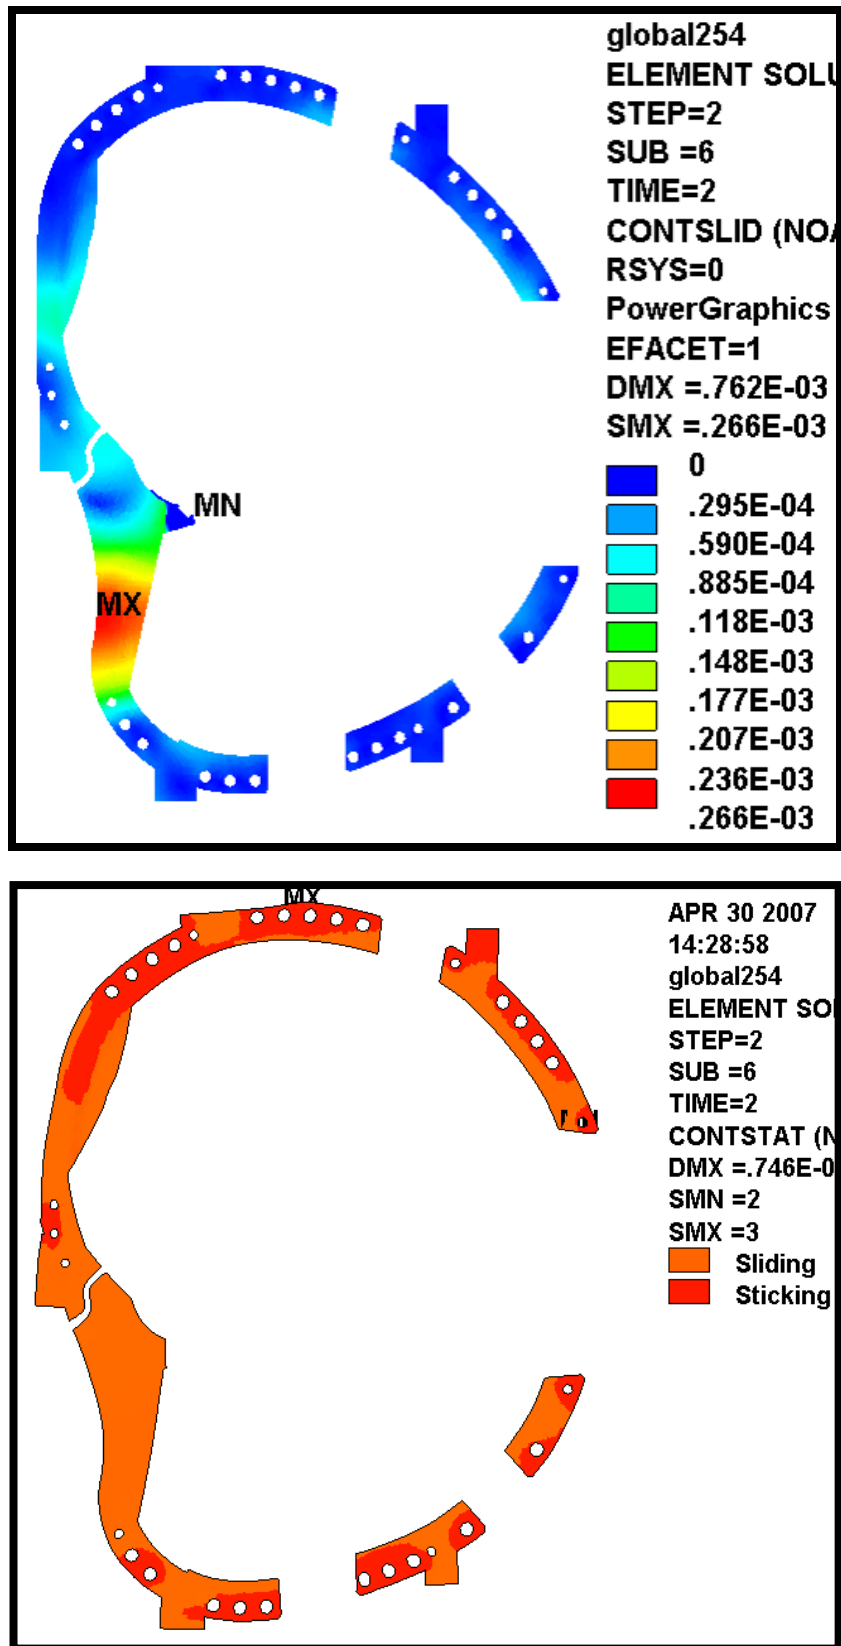 global254
ELEMENT SOLU
STEP=2
SUB =6
TIME=2
CONTSLID (NOA
RSYS=0
PowerGraphics
EFACET=1
DMX =.762E-03
SMX =.266E-03
0
.295E-04
.590E-04
.885E-04
.118E-03
.148E-03
.177E-03
.207E-03
.236E-03
.266E-03
MN
MX
MX
APR 30 2007
14:28:58
global254
ELEMENT SO
STEP=2
SUB =6
TIME=2
CONTSTAT (N
DMX =.746E-0
SMN =2
SMX =3
Sliding
Sticking